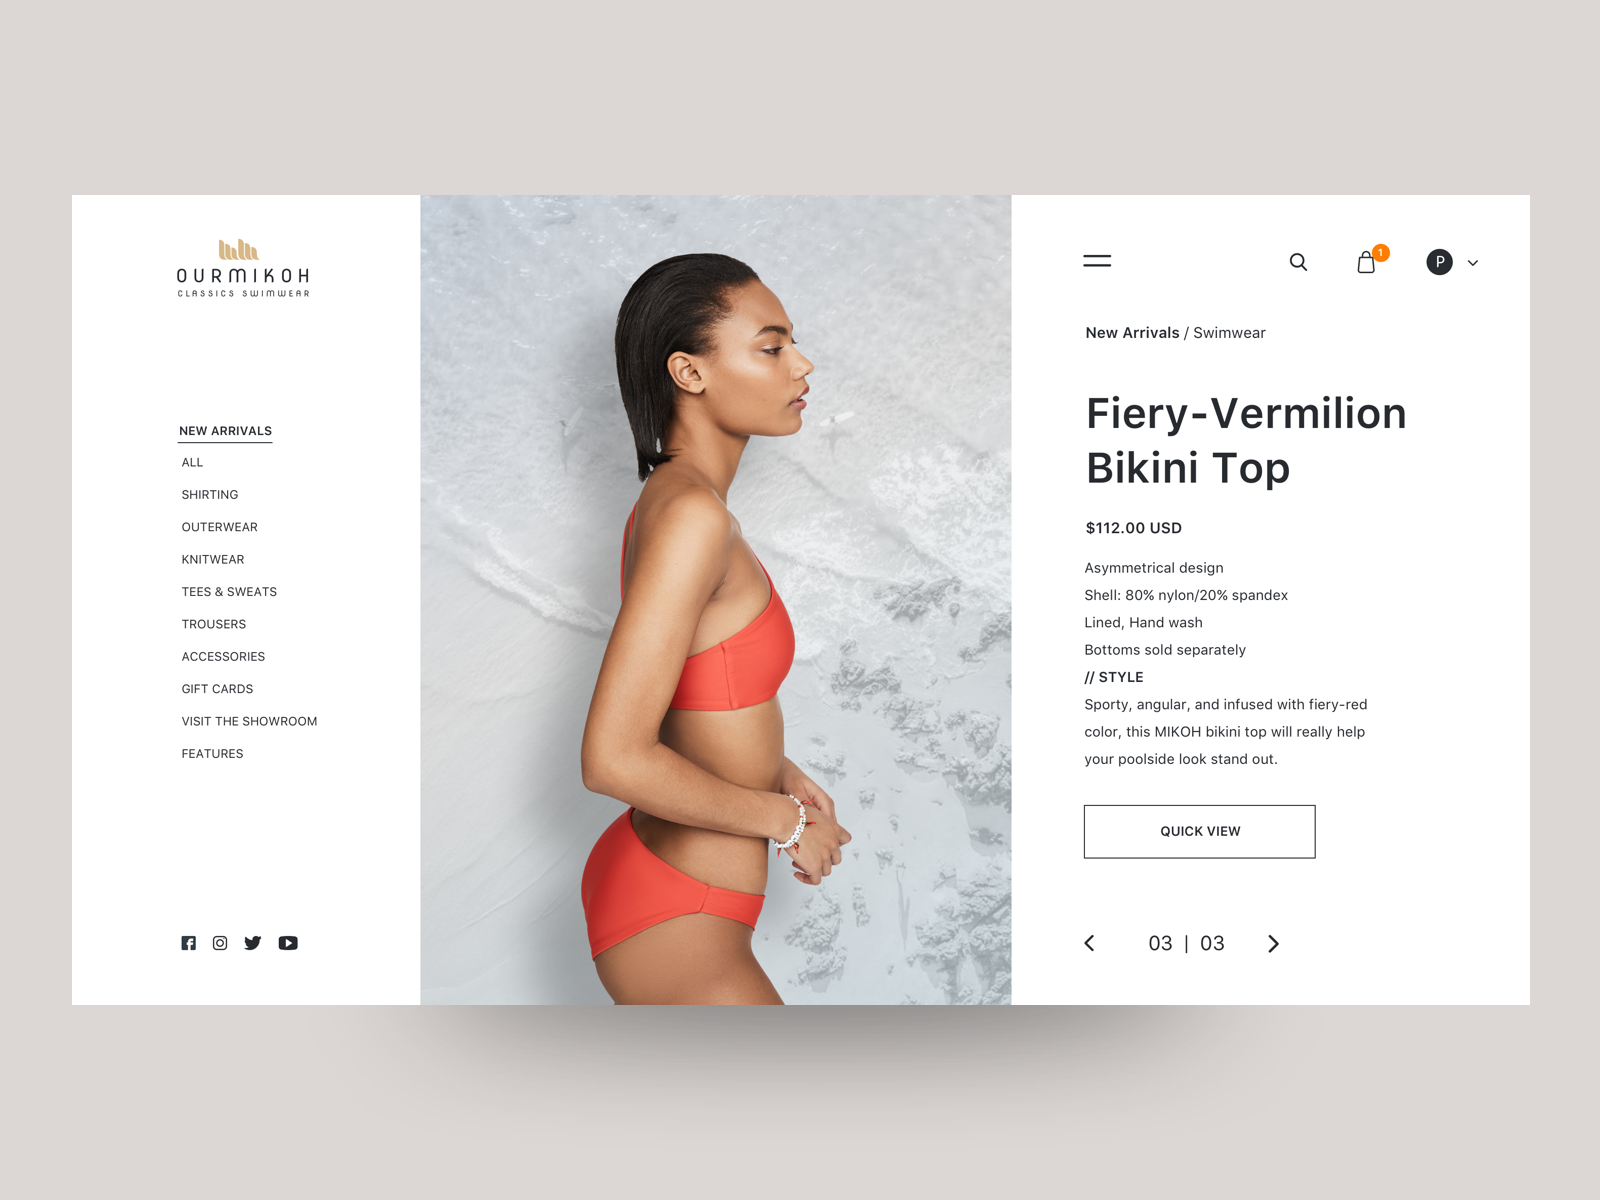 OURMIKOH
CLASSICS SWIMWEAR
NEW ARRIVALS
ALL
SHIRTING
OUTERWEAR
KNITWEAR
TEES & SWEATS
TROUSERS
ACCESSORIES
GIFT CARDS
VISIT THE SHOWROOM
FEATURES
1
P
New Arrivals / Swimwear
Fiery-Vermilion
Bikini Top
$112.00 USD
Asymmetrical design
Shell: 80% nylon/20% spandex
Lined, Hand wash
Bottoms sold separately
// STYLE
Sporty, angular, and infused with fiery-red
color, this MIKOH bikini top will really help
your poolside look stand out.
QUICK VIEW
03 | 03